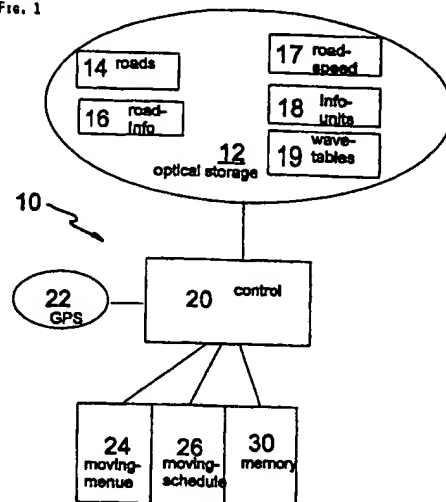 FIG. 1
14 roads
16 road-
info
17 road-
speed
18 info-
units
19 wave-
tables
12
optical storage
10
20 control
22
GPS
24
moving-
menue
26
moving-
schedule
30
memory